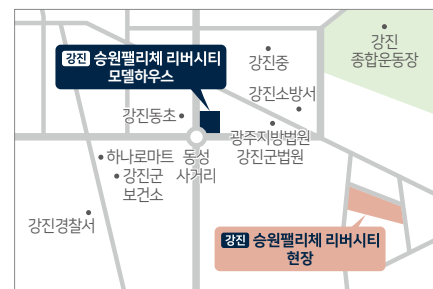 강진
종합운동장
강진 승원팰리체 리버시티
모델하우스
강진중
강진소방서
강진동초
광주지방법원
강진군법원
하나로마트
동성
사거리
강진군
보건소
강진경찰서
강진 승원팰리체 리버시티
현장